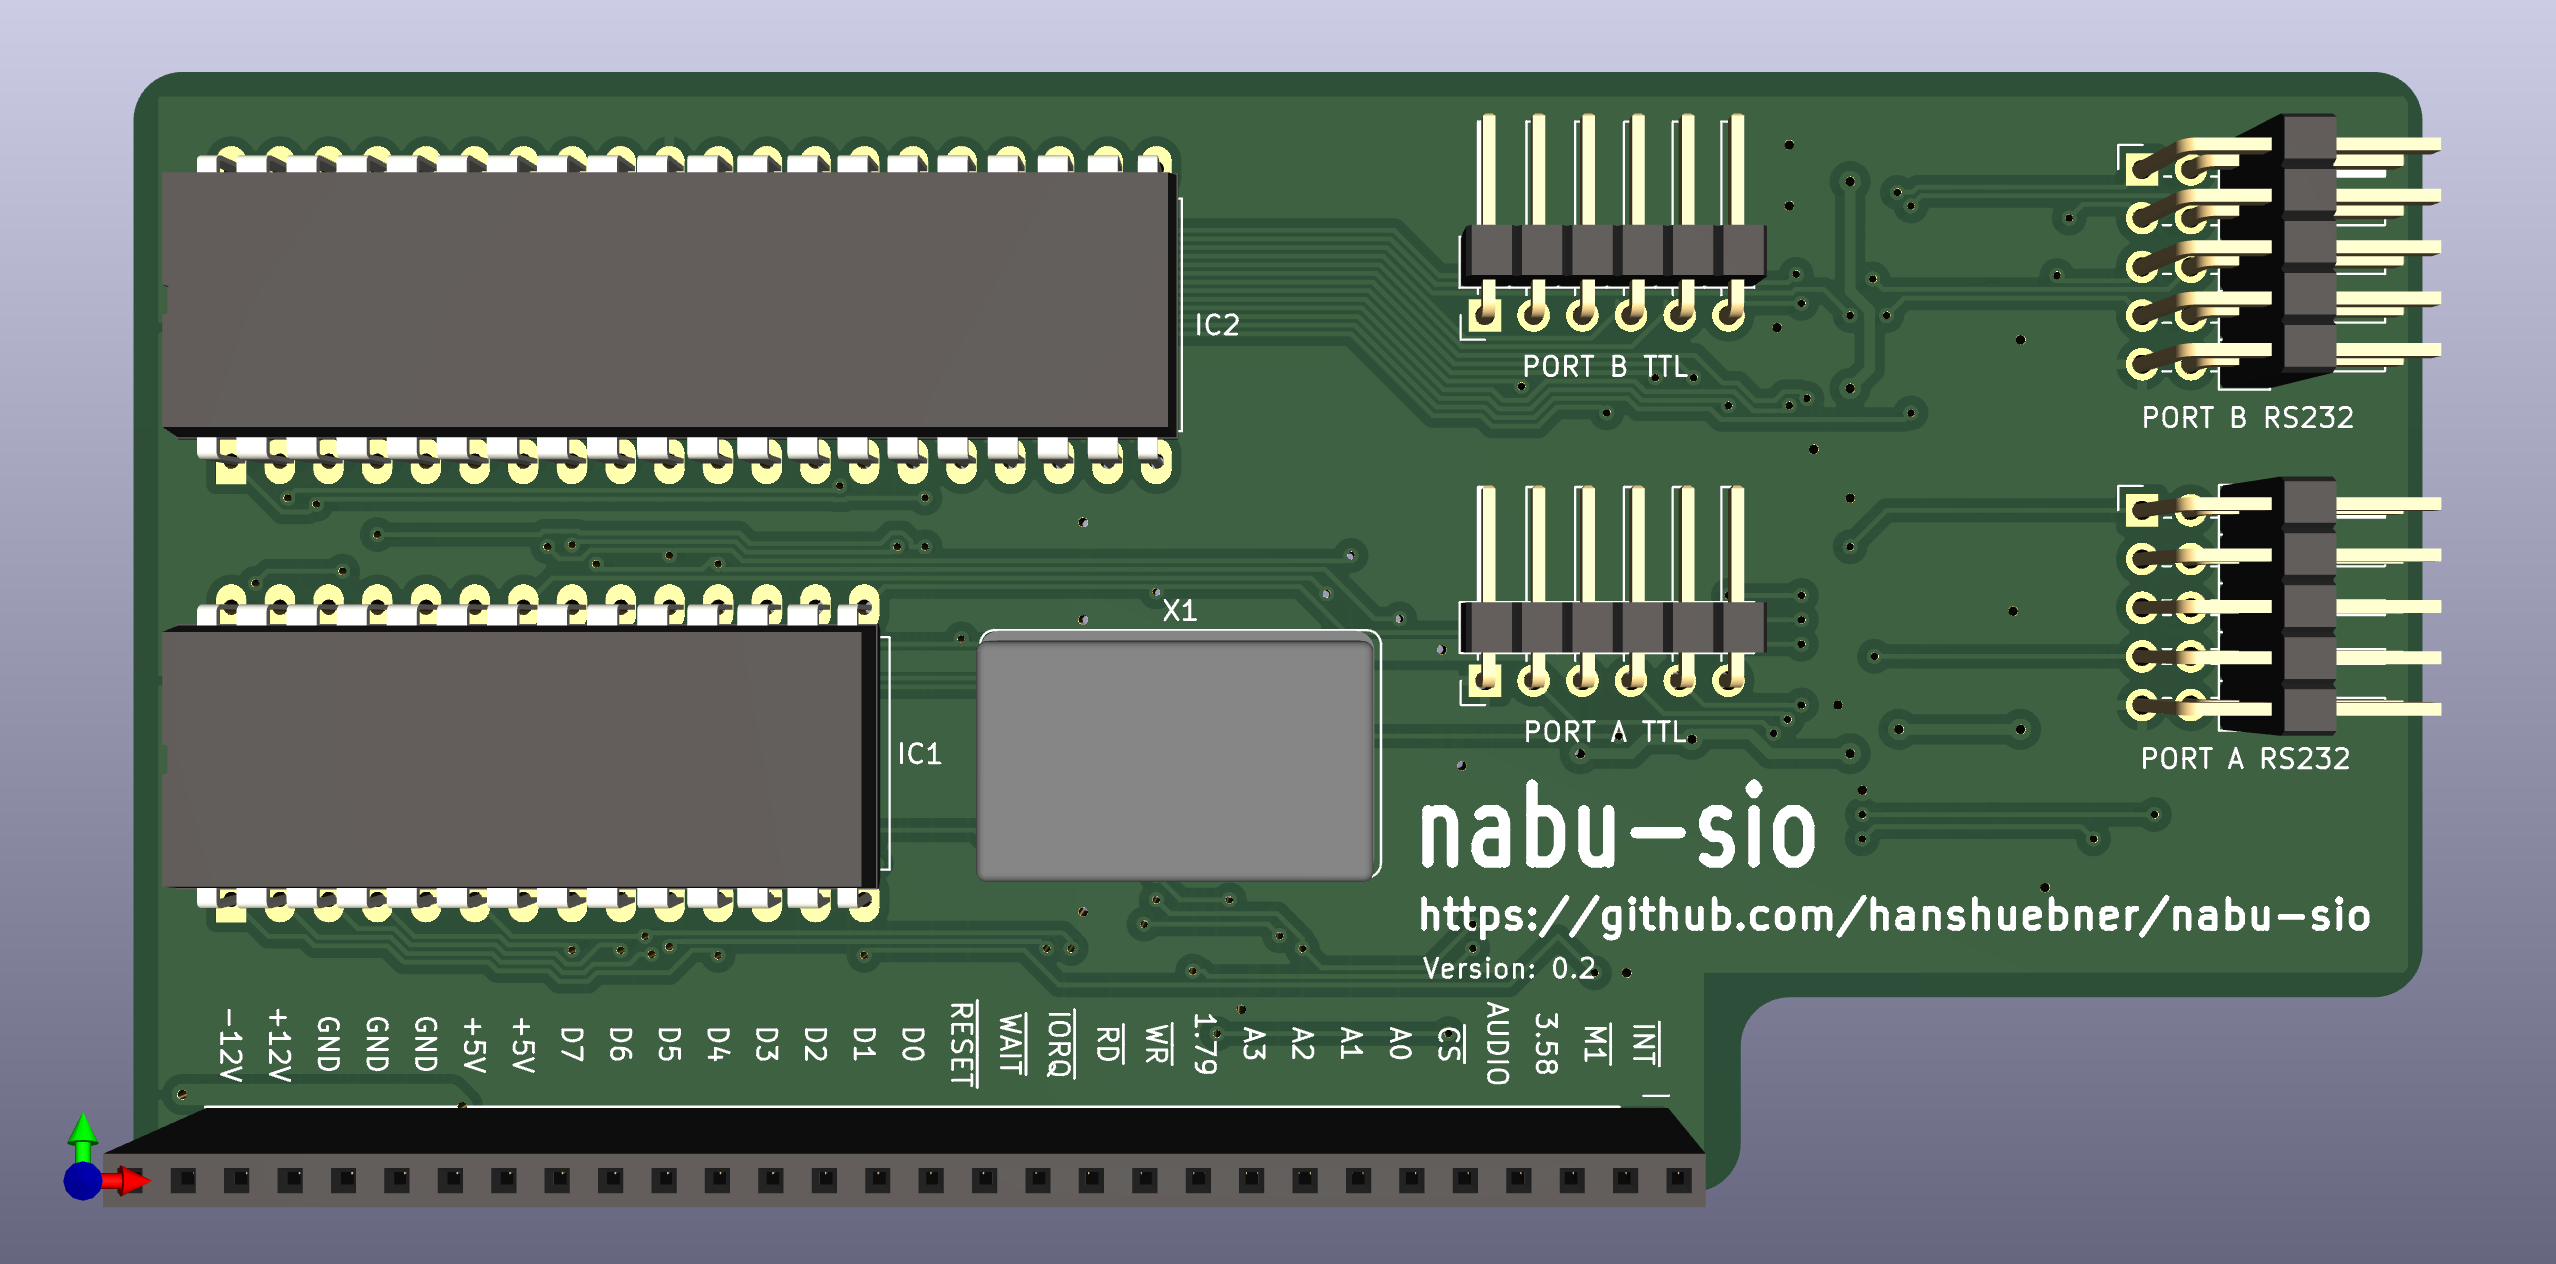 IC2
PORT B TTL
PORT B RS232
X1
IC1
PORT A TTL
PORT A RS232
nabu-sio
https://github.com/hanshuebner/nabu-sio
Version: 0.2
-12V
+12V
GND
GND
GND
+5V
+5V
D7
D6
D5
D4
D3
D2
D1
D0
RESET
WAIT
IORQ
RD
WR
1.79
A3
A2
A1
A0
CS
AUDIO
3.58
M1
INT